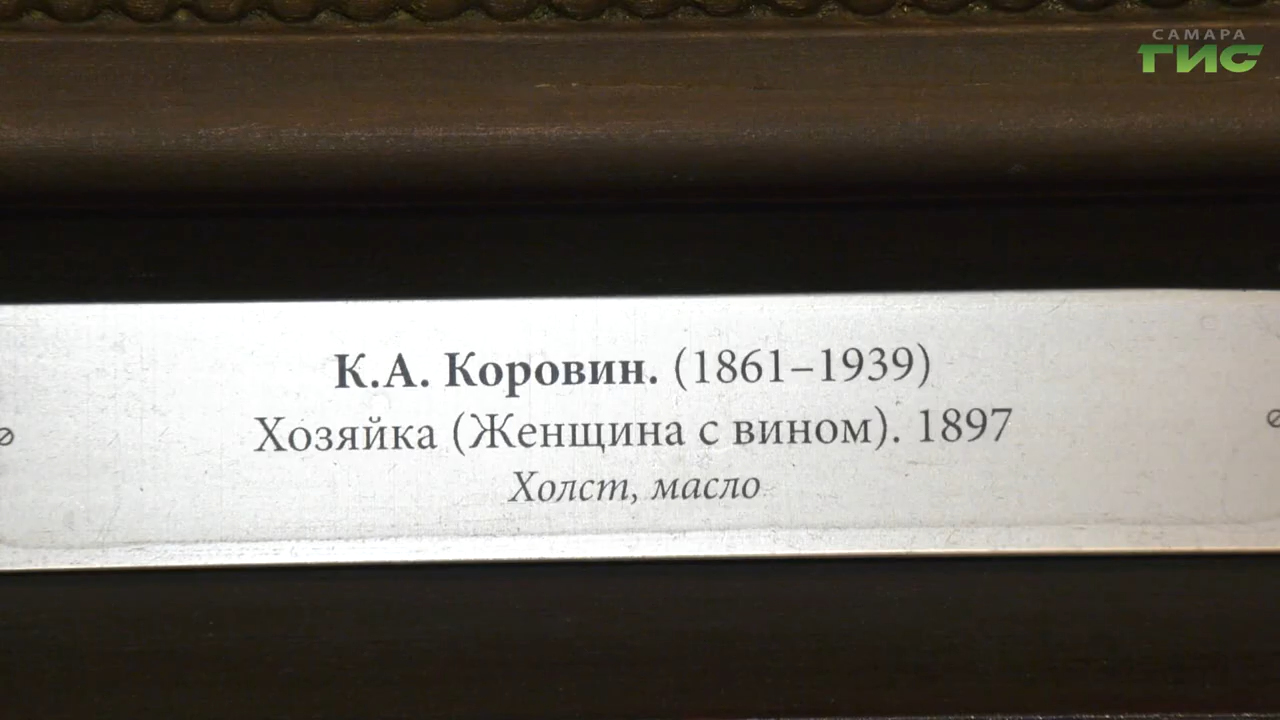 САМАРА
ГИС
К.А. Коровин. (1861–1939)
Хозяйка (Женщина с вином). 1897
Холст, масло